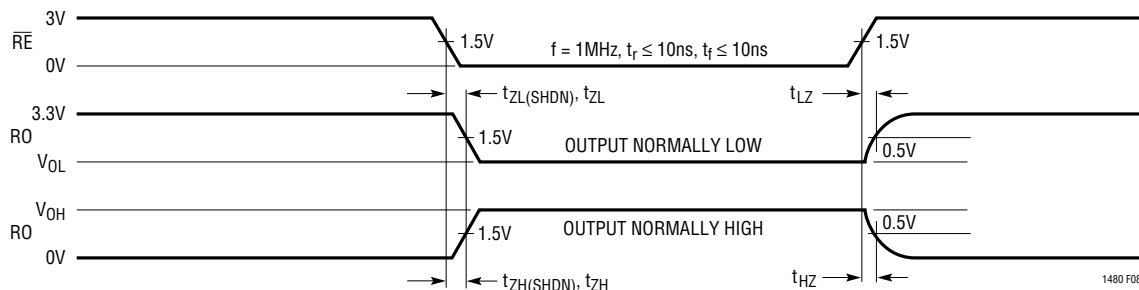 3V
RE
0V
1.5V
f = 1MHz, tr ≤ 10ns, tf ≤ 10ns
1.5V
tZL(SHDN), tZL
tLZ
3.3V
RO
VOL
1.5V
OUTPUT NORMALLY LOW
0.5V
VOH
RO
0V
1.5V
OUTPUT NORMALLY HIGH
0.5V
tZH(SHDN), tZH
tHZ
1480 F08